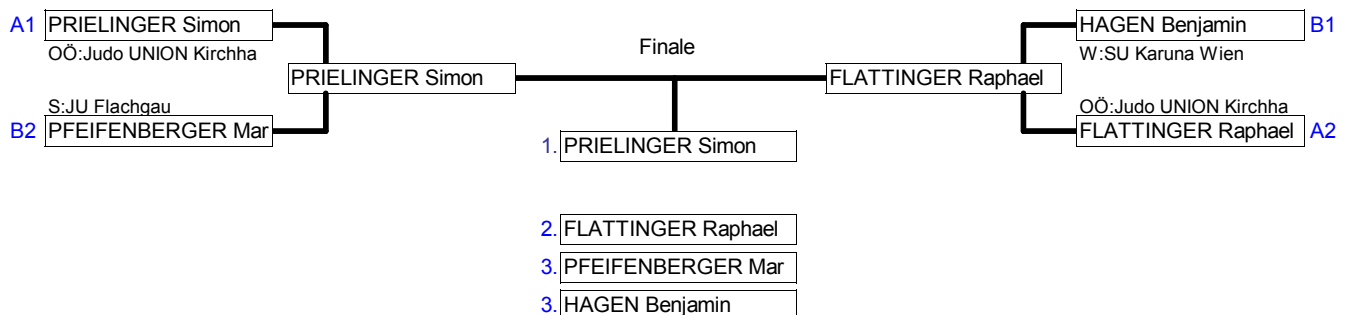 A1 PRIELINGER Simon
OÖ:Judo UNION Kirchha
PRIELINGER Simon
S:JU Flachgau
B2 PFEIFENBERGER Mar
Finale
HAGEN Benjamin B1
W:SU Karuna Wien
FLATTINGER Raphael
OÖ:Judo UNION Kirchha
FLATTINGER Raphael A2
1. PRIELINGER Simon
2. FLATTINGER Raphael
3. PFEIFENBERGER Mar
3. HAGEN Benjamin